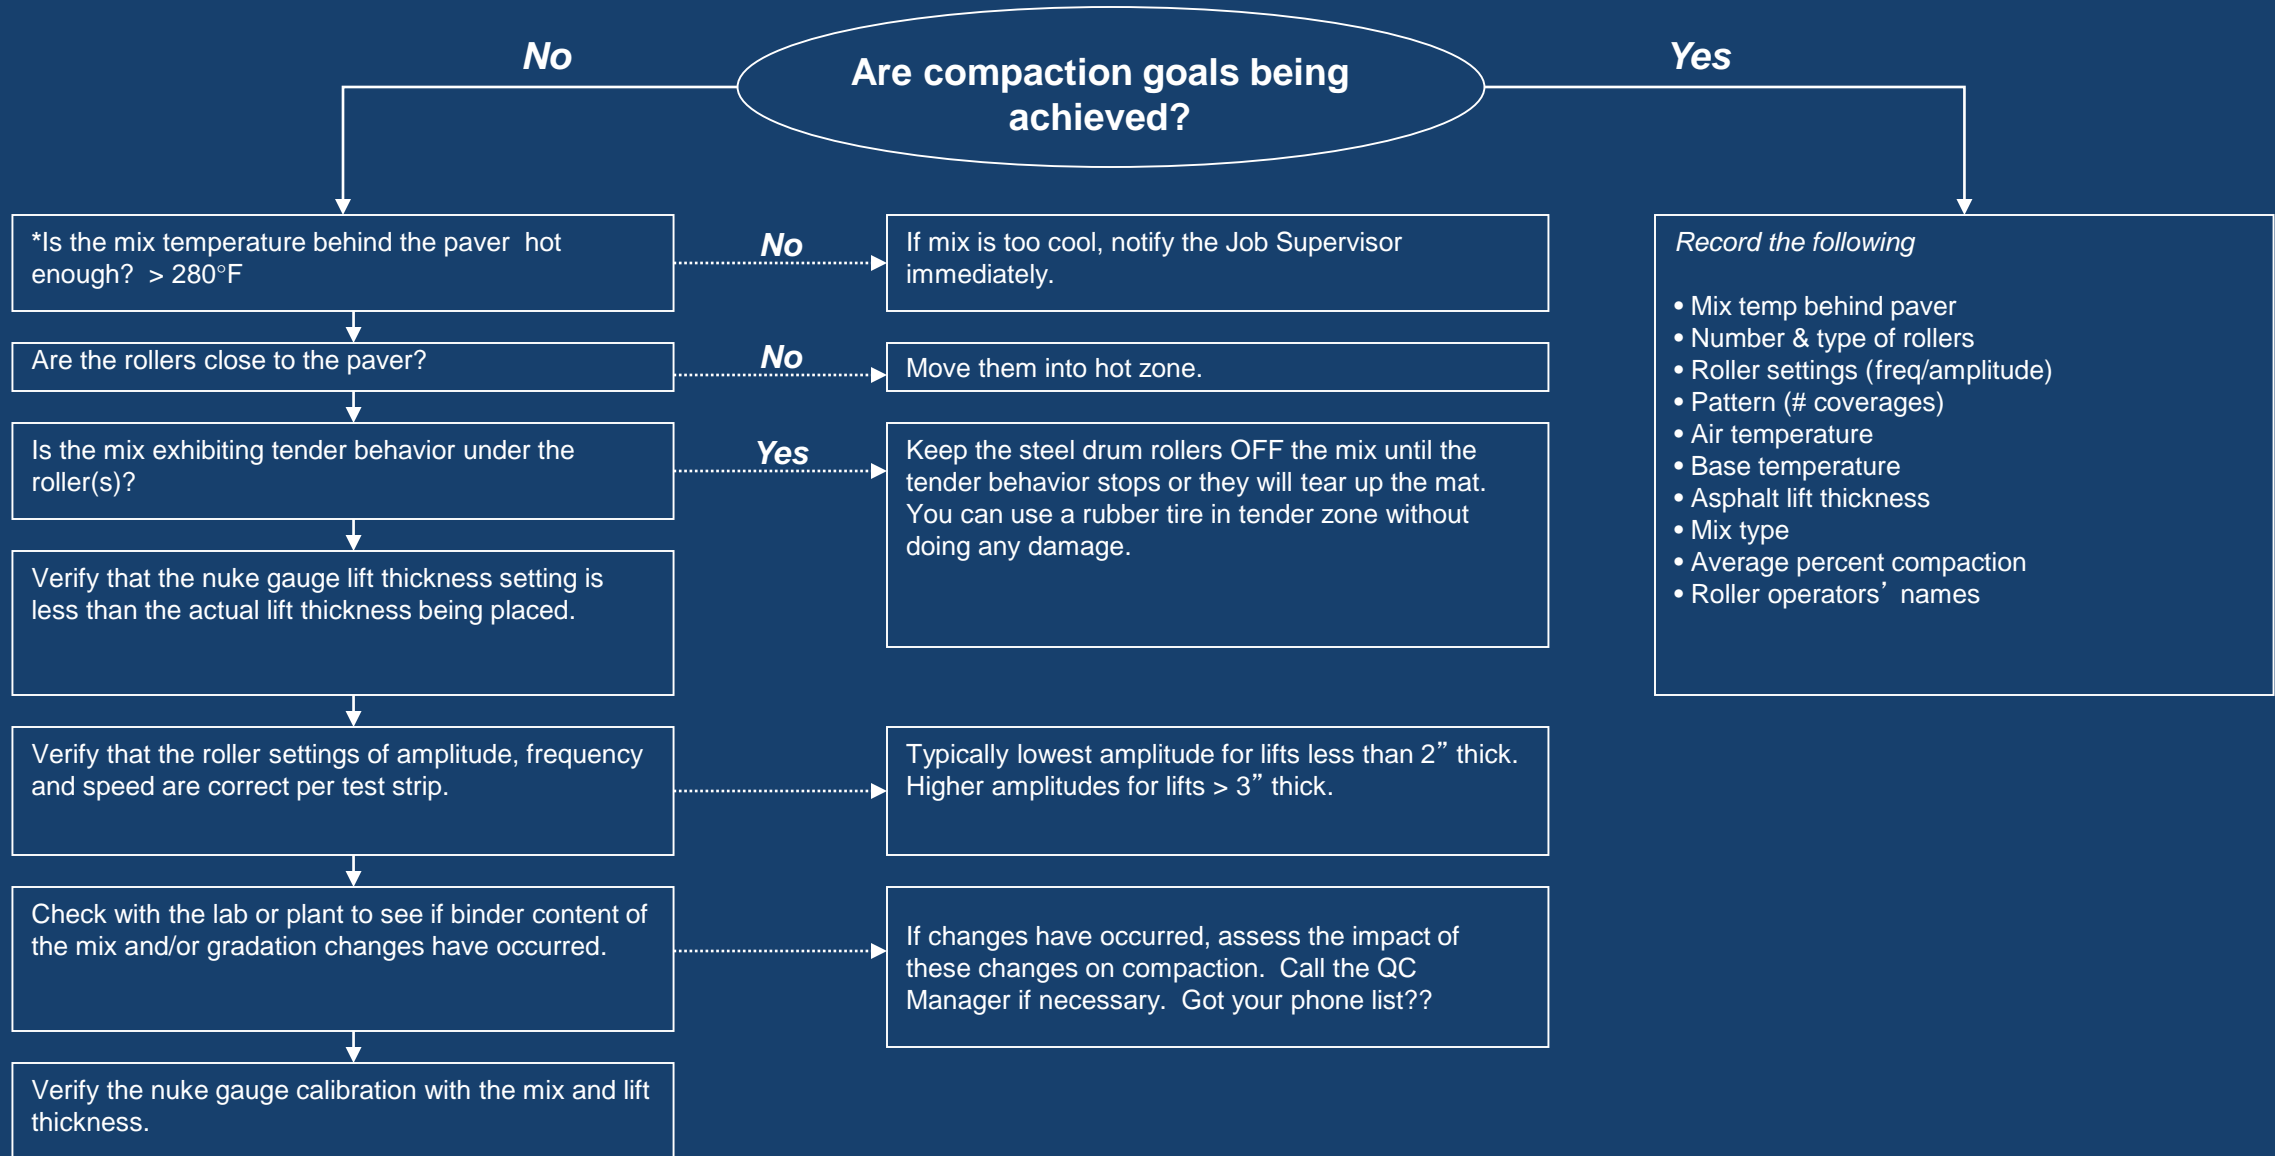 No
Are compaction goals being
achieved?
Yes
*Is the mix temperature behind the paver  hot
enough?  > 280°F
No
If mix is too cool, notify the Job Supervisor
immediately.
Are the rollers close to the paver?
No
Move them into hot zone.
Is the mix exhibiting tender behavior under the
roller(s)?
Yes
Keep the steel drum rollers OFF the mix until the
tender behavior stops or they will tear up the mat.
You can use a rubber tire in tender zone without
doing any damage.
Verify that the nuke gauge lift thickness setting is
less than the actual lift thickness being placed.
Verify that the roller settings of amplitude, frequency
and speed are correct per test strip.
Typically lowest amplitude for lifts less than 2” thick.
Higher amplitudes for lifts > 3” thick.
Check with the lab or plant to see if binder content of
the mix and/or gradation changes have occurred.
If changes have occurred, assess the impact of
these changes on compaction.  Call the QC
Manager if necessary.  Got your phone list??
Verify the nuke gauge calibration with the mix and lift
thickness.
Record the following
• Mix temp behind paver
• Number & type of rollers
• Roller settings (freq/amplitude)
• Pattern (# coverages)
• Air temperature
• Base temperature
• Asphalt lift thickness
• Mix type
• Average percent compaction
• Roller operators’ names